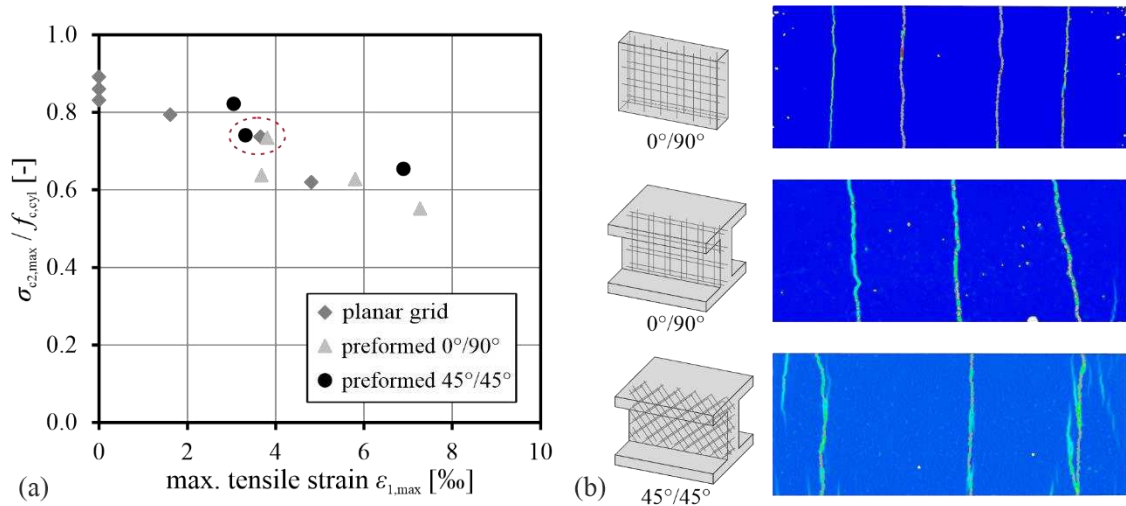 σc2,max / fc,cyl [-]
1.0
0.8
0.6
0.4
0.2
0.0
planar grid
preformed 0°/90°
preformed 45°/45°
0 2 4 6 8 10
(a) max. tensile strain ε1,max [‰]
0°/90°
0°/90°
45°/45°
(b)